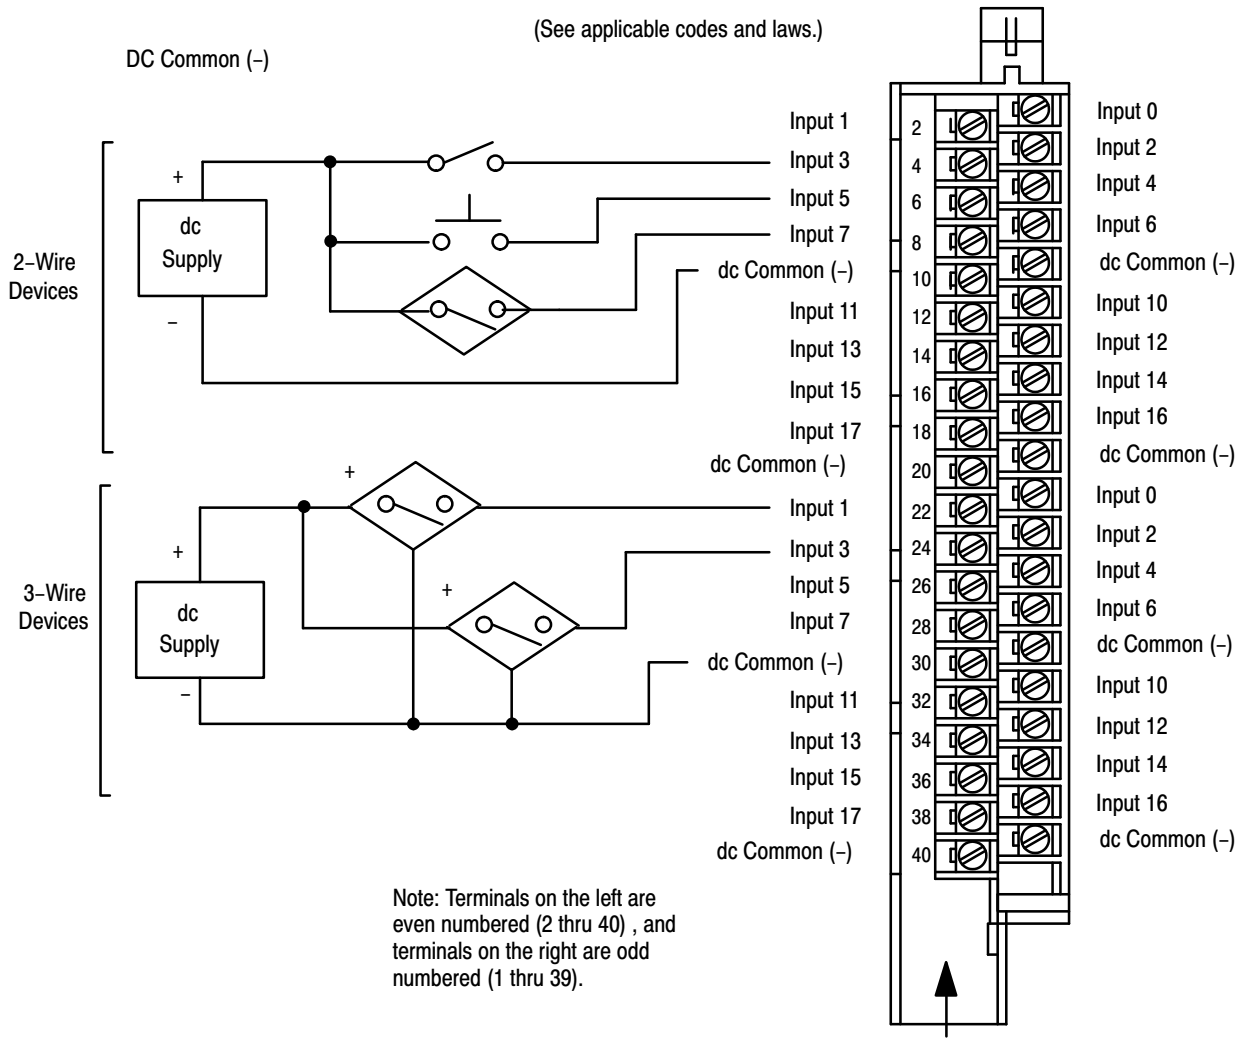 (See applicable codes and laws.)
DC Common (–)
Input 1
2
Input 0
Input 3
4
Input 2
Input 5
6
Input 4
Input 7
8
Input 6
dc Common (–)
10
dc Common (–)
Input 11
12
Input 10
Input 13
14
Input 12
Input 15
16
Input 14
Input 17
18
Input 16
dc Common (–)
20
dc Common (–)
Input 1
22
Input 0
Input 3
24
Input 2
Input 5
26
Input 4
Input 7
28
Input 6
dc Common (–)
30
dc Common (–)
Input 11
32
Input 10
Input 13
34
Input 12
Input 15
36
Input 14
Input 17
38
Input 16
dc Common (–)
40
dc Common (–)
2–Wire
Devices
+
dc
Supply
–
3–Wire
Devices
+
dc
Supply
–
+
+
Note: Terminals on the left are
even numbered (2 thru 40) , and
terminals on the right are odd
numbered (1 thru 39).